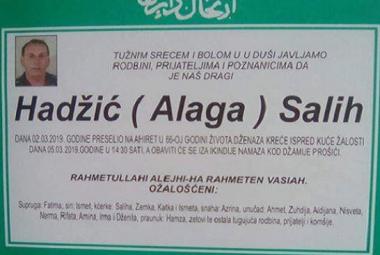 TUŽNIM SRECEM I BOLOM U U DUŠI JAVLJAMO
RODBINI, PRIJATELJIMA I POZNANICIMA DA
JE NAŠ DRAGI
Hadžić ( Alaga ) Salih
DANA 02.03.2019. GODINE PRESELIO NA AHIRET U 66-OJ GODINI ŽIVOTA DŽENAZA KREĆE ISPRED KUĆE ŽALOSTI
DANA 05.03.2019.GODINE U 14:30 SATI, A OBAVITI ĆE SE IZA IKINDUE NAMAZA KOD DŽAMIJE PROŠIĆI.
RAHMETULLAHI ALEJHI-HA RAHMETEN VASIAH.
OŽALOŠĆENI:
Supruga: Fatima, sin: Ismet, kćerke: Saliha, Zemka, Katka i Ismeta, snaha: Azrina, unučad: Ahmet, Zuhdija, Aidijana, Nisveta,
Nerma, Rifeta, Amina, Irma i Dženita, praunuk: Hamza, zetovi te ostala tugujuća rodbina, prijatelji i komšije.